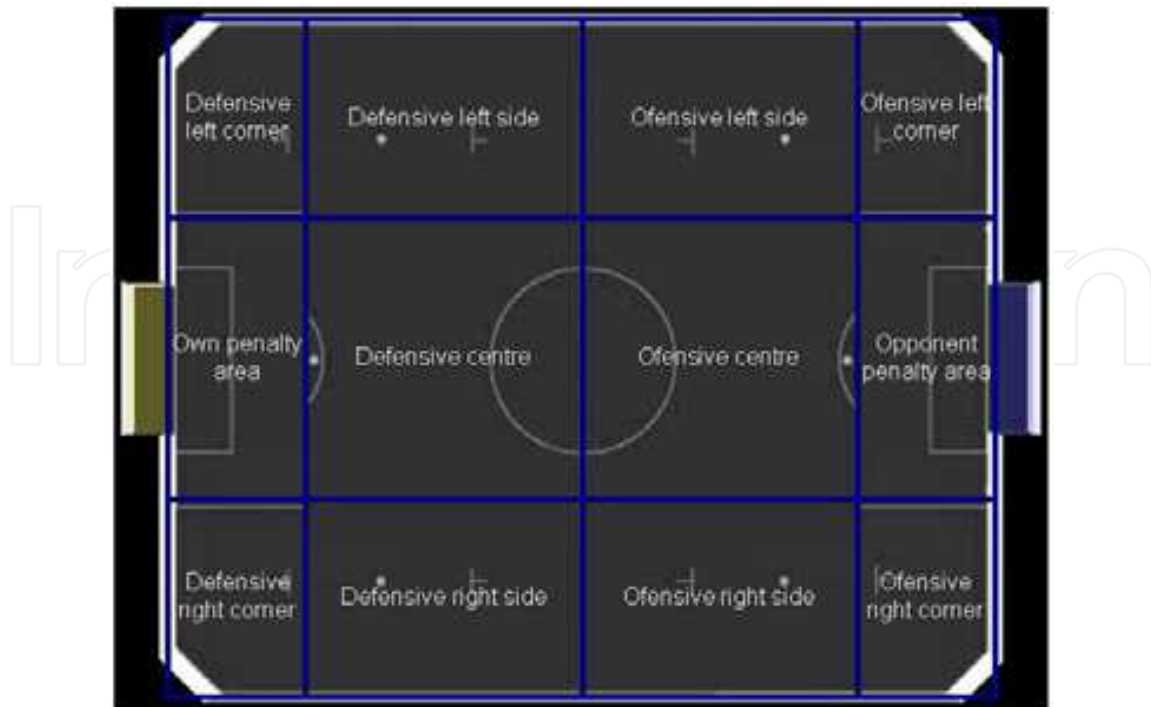 Defensive
left corner
Defensive left side
Ofensive left side
Ofensive left
corner
Own penalty
area
Defensive centre
Ofensive centre
Opponent
penalty area
Defensive
right corner
Defensive right side
Ofensive right side
Ofensive
right corner